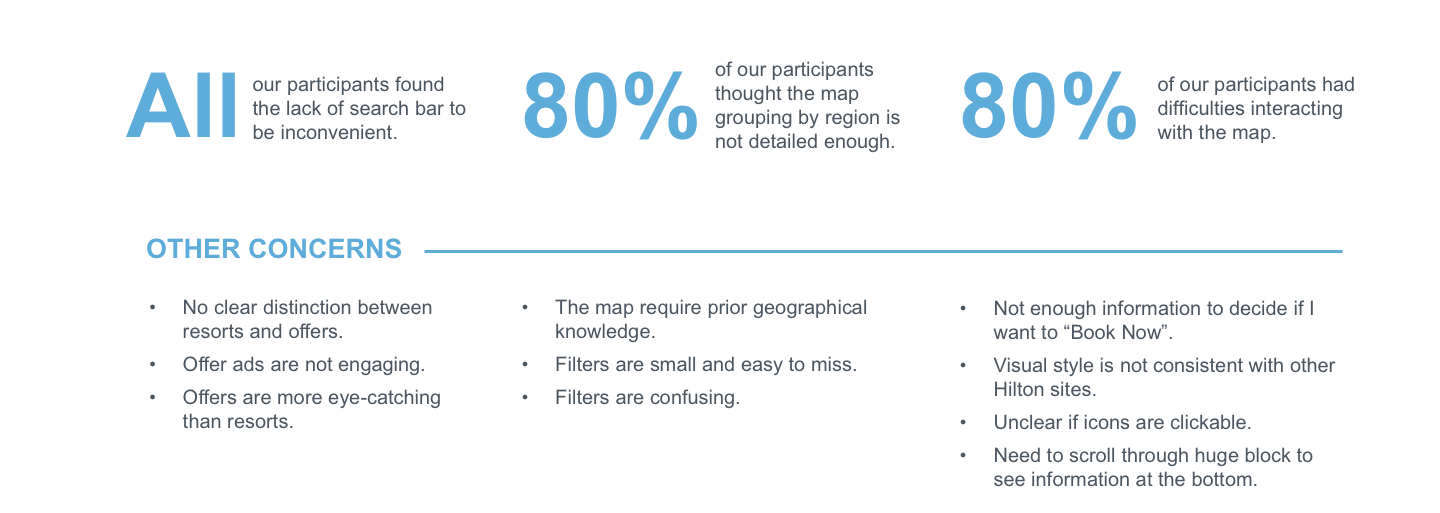 All
our participants found
the lack of search bar to
be inconvenient.
80%
of our participants
thought the map
grouping by region is
not detailed enough.
80%
of our participants had
difficulties interacting
with the map.
OTHER CONCERNS
• No clear distinction between
resorts and offers.
• Offer ads are not engaging.
• Offers are more eye-catching
than resorts.
• The map require prior geographical
knowledge.
• Filters are small and easy to miss.
• Filters are confusing.
• Not enough information to decide if I
want to “Book Now”.
• Visual style is not consistent with other
Hilton sites.
• Unclear if icons are clickable.
• Need to scroll through huge block to
see information at the bottom.